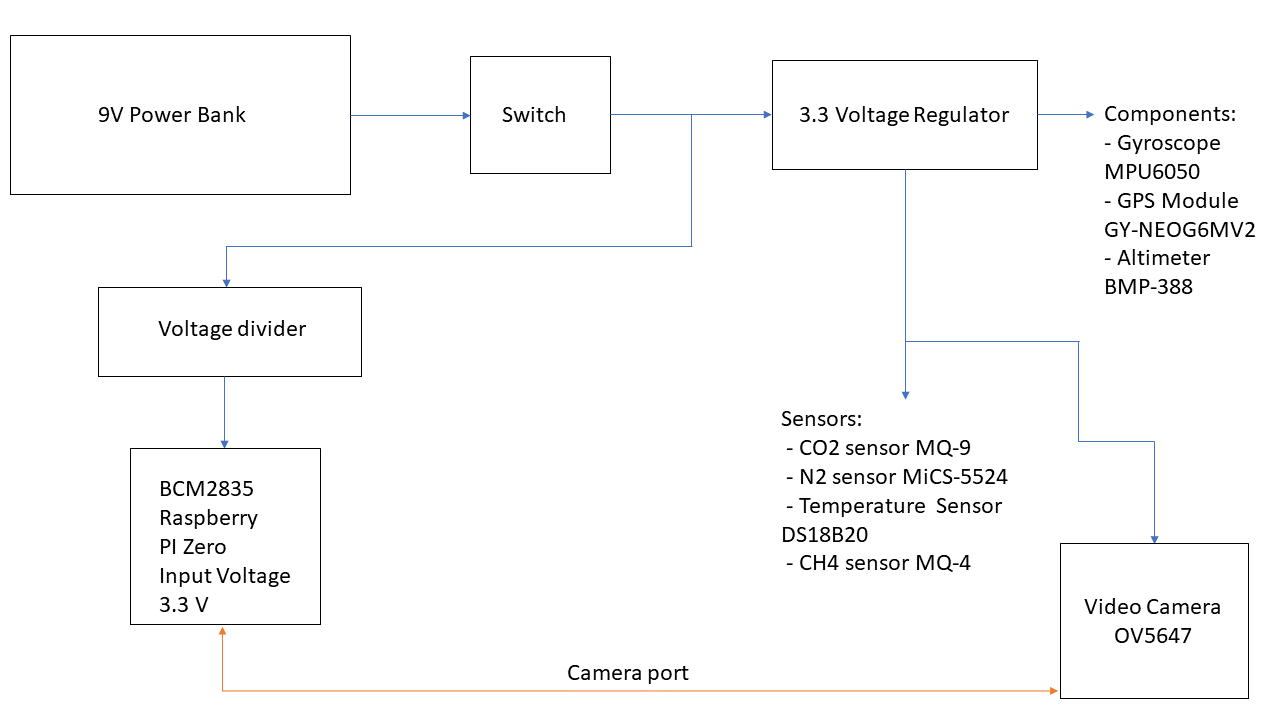 9V Power Bank
Switch
3.3 Voltage Regulator
Components:
- Gyroscope
MPU6050
- GPS Module
GY-NEOG6MV2
- Altimeter
BMP-388
Voltage divider
BCM2835
Raspberry
PI Zero
Input Voltage
3.3 V
Sensors:
- CO2 sensor MQ-9
- N2 sensor MiCS-5524
- Temperature Sensor
DS18B20
- CH4 sensor MQ-4
Video Camera
OV5647
Camera port